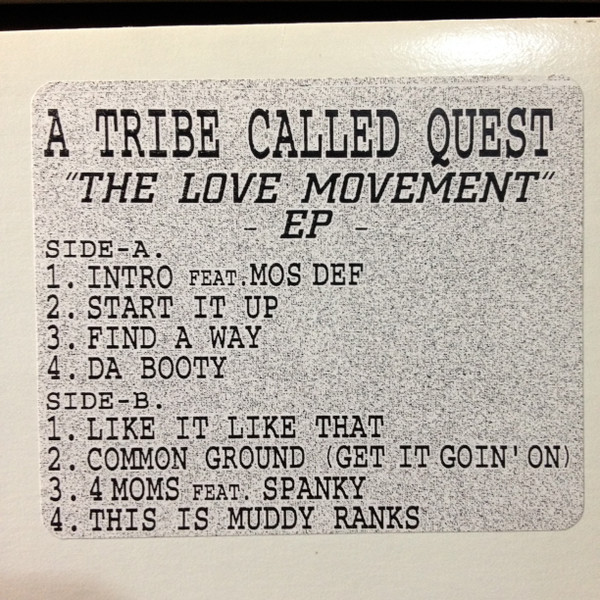 A TRIBE CALLED QUEST
"THE LOVE MOVEMENT"
- EP -
SIDE-A.
1. INTRO FEAT. MOS DEF
2. START IT UP
3. FIND A WAY
4. DA BOOTY
SIDE-B.
1. LIKE IT LIKE THAT
2. COMMON GROUND (GET IT GOIN' ON)
3. 4 MOMS FEAT. SPANKY
4. THIS IS MUDDY RANKS